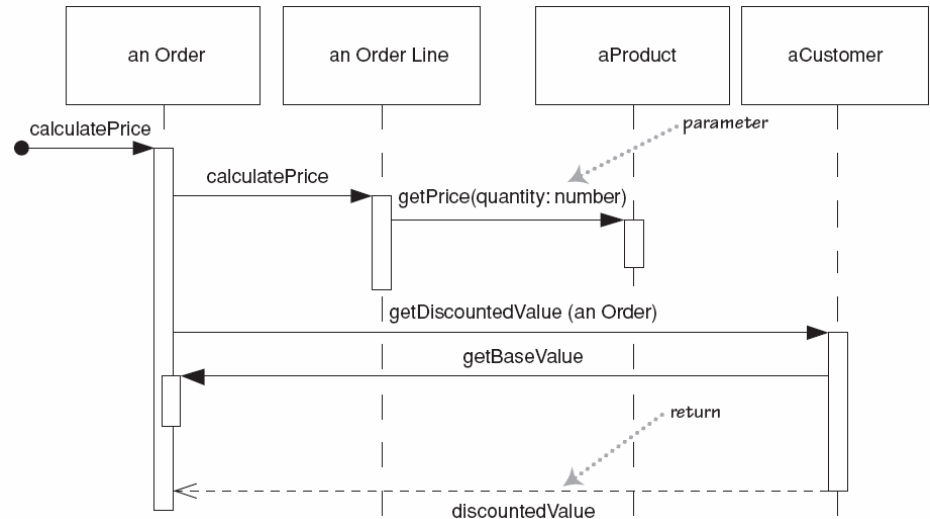 an Order
an Order Line
aProduct
aCustomer
parameter
calculatePrice
calculatePrice
getPrice(quantity: number)
getDiscountedValue (an Order)
getBaseValue
return
discountedValue